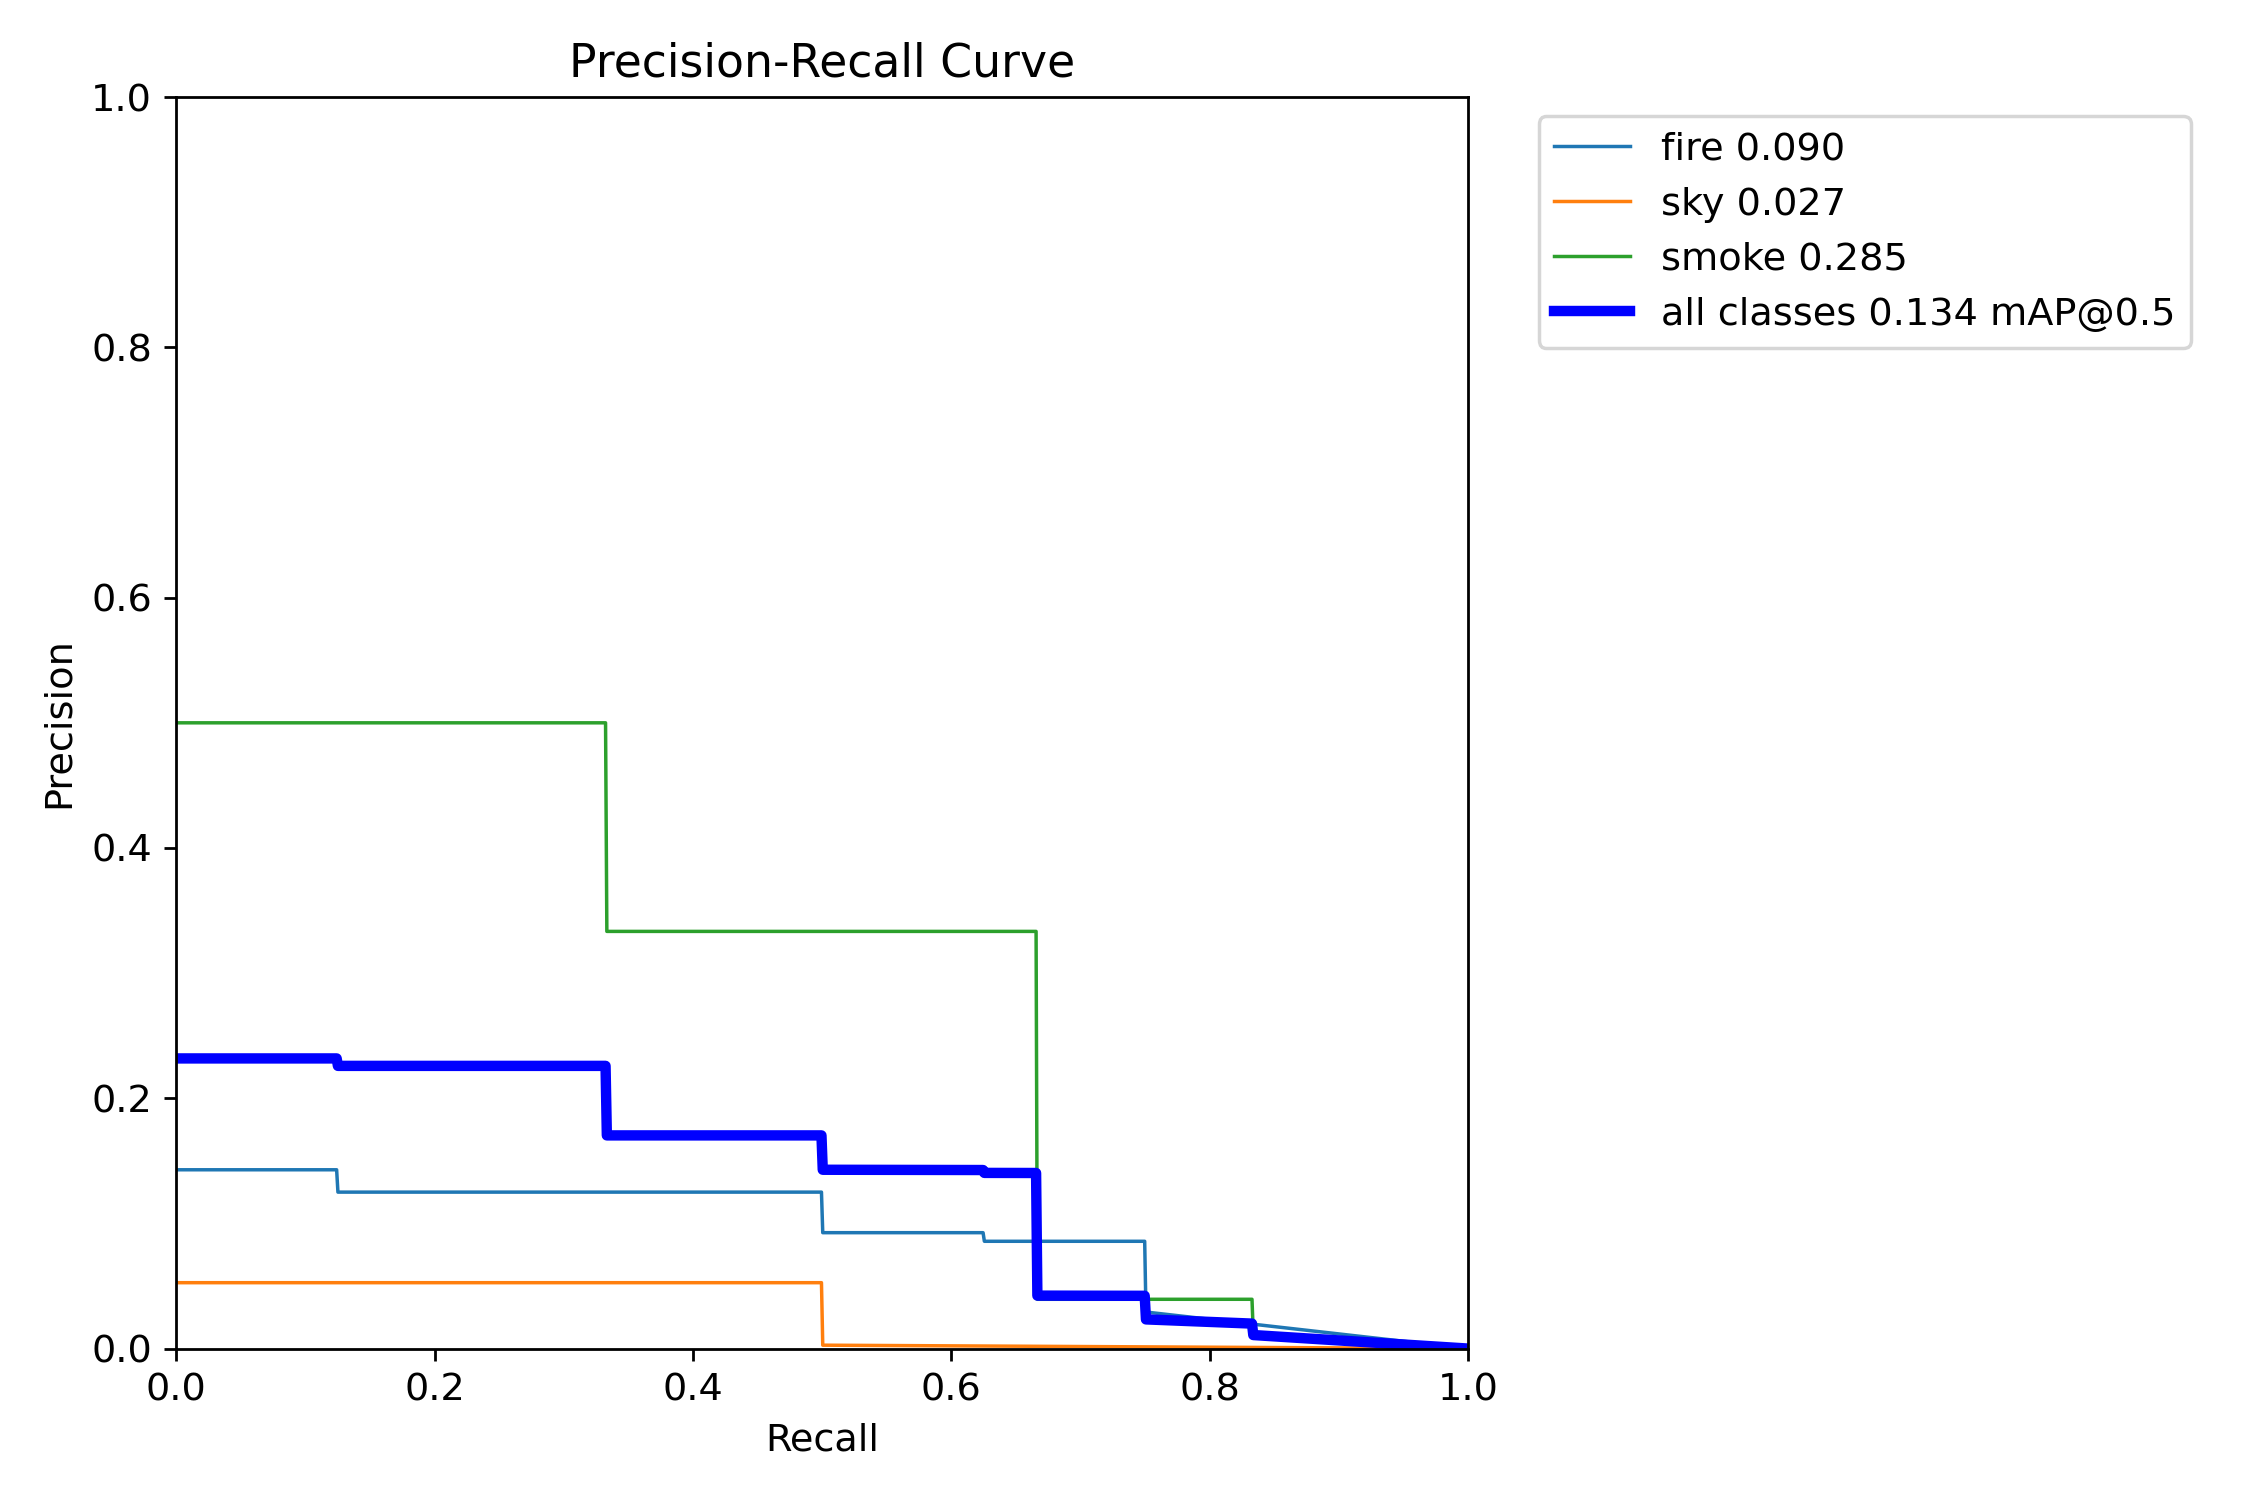 Precision-Recall Curve
1.0
0.8
0.6
0.4
0.2
0.0
Precision
0.0 0.2 0.4 0.6 0.8 1.0
Recall
fire 0.090
sky 0.027
smoke 0.285
all classes 0.134 mAP@0.5